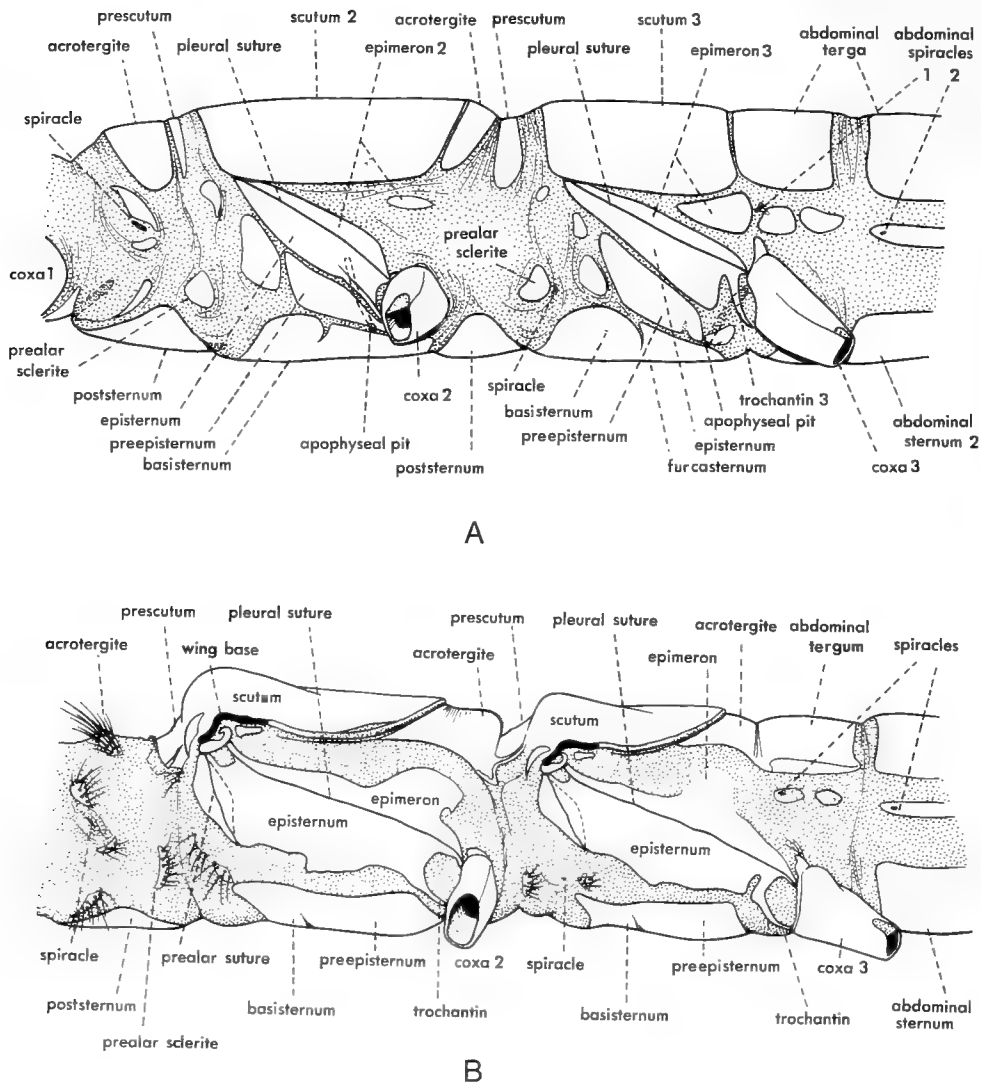 prescutum
scutum 2
acrotergite prescutum
scutum 3
acrotergite
pleural suture
epimeron 2
pleural suture
epimeron 3
abdominal
terga
abdominal
spiracles
1 2
spiracle
prealar
sclerite
coxa 1
prealar
sclerite
poststernum
episternum
preepisternum
basisternum
apophyseal pit
coxa 2
poststernum
spiracle
basisternum
preepisternum
trochantin 3
apophyseal pit
episternum
furcasternum
abdominal
sternum 2
coxa 3
A
prescutum
pleural suture
prescutum
pleural suture
acrotergite
abdominal
tergum
acrotergite
wing base
acrotergite
epimeron
spiracles
scutum
scutum
epimeron
episternum
episternum
spiracle
prealar suture
preepisternum
coxa 2
spiracle
preepisternum
coxa 3
poststernum
basisternum
trochantin
basisternum
trochantin
abdominal
sternum
prealar sclerite
B